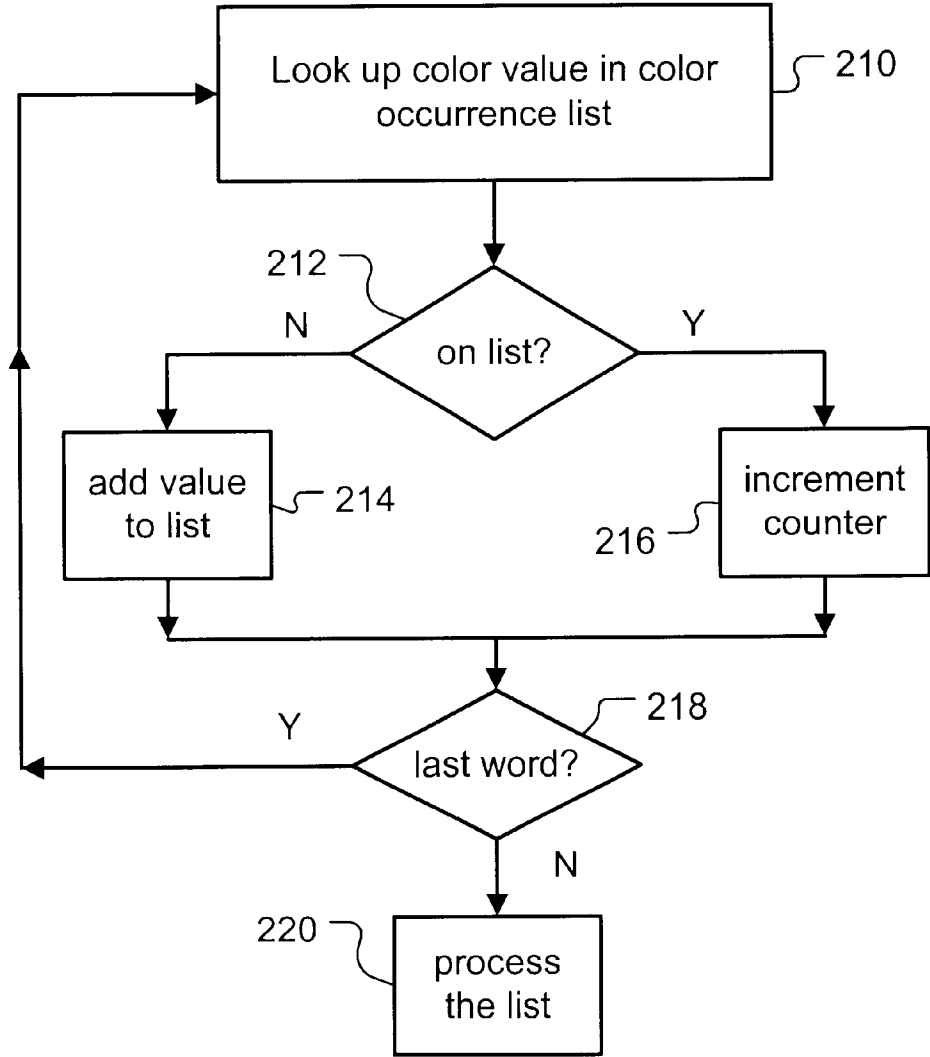 Look up color value in color
occurrence list
210
212
N
Y
on list?
add value
to list
214
increment
counter
216
218
Y
last word?
N
220
process
the list